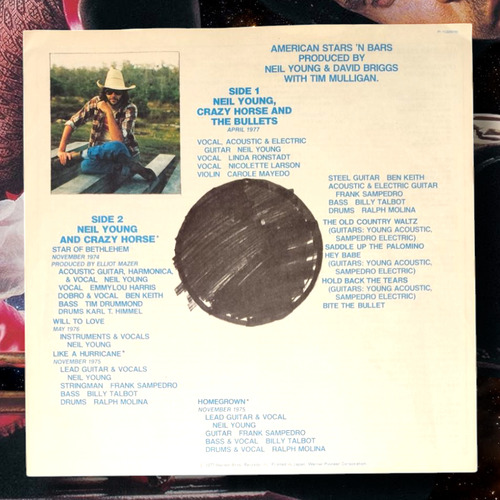 AMERICAN STARS 'N BARS
PRODUCED BY
NEIL YOUNG & DAVID BRIGGS
WITH TIM MULLIGAN.
SIDE 1
NEIL YOUNG,
CRAZY HORSE AND
THE BULLETS
APRIL 1977
VOCAL, ACOUSTIC & ELECTRIC
GUITAR NEIL YOUNG
VOCAL LINDA RONSTADT
VOCAL NICOLETTE LARSON
VIOLIN CAROLE MAYEDO
STEEL GUITAR BEN KEITH
ACOUSTIC & ELECTRIC GUITAR
FRANK SAMPEDRO
BASS BILLY TALBOT
DRUMS RALPH MOLINA
THE OLD COUNTRY WALTZ
(GUITARS: YOUNG ACOUSTIC,
SAMPEDRO ELECTRIC)
SADDLE UP THE PALOMINO
HEY BABE
(GUITARS: YOUNG ACOUSTIC,
SAMPEDRO ELECTRIC)
HOLD BACK THE TEARS
(GUITARS: YOUNG ACOUSTIC,
SAMPEDRO ELECTRIC)
BITE THE BULLET
SIDE 2
NEIL YOUNG
AND CRAZY HORSE*
STAR OF BETHLEHEM
NOVEMBER 1974
PRODUCED BY ELLIOT MAZER
ACOUSTIC GUITAR, HARMONICA,
& VOCAL NEIL YOUNG
VOCAL EMMYLOU HARRIS
DOBRO & VOCAL BEN KEITH
BASS TIM DRUMMOND
DRUMS KARL T. HIMMEL
WILL TO LOVE
MAY 1976
INSTRUMENTS & VOCALS
NEIL YOUNG
LIKE A HURRICANE*
NOVEMBER 1975
LEAD GUITAR & VOCALS
NEIL YOUNG
STRINGMAN FRANK SAMPEDRO
BASS BILLY TALBOT
DRUMS RALPH MOLINA
HOMEGROWN*
NOVEMBER 1975
LEAD GUITAR & VOCAL
NEIL YOUNG
GUITAR FRANK SAMPEDRO
BASS & VOCAL BILLY TALBOT
DRUMS & VOCAL RALPH MOLINA